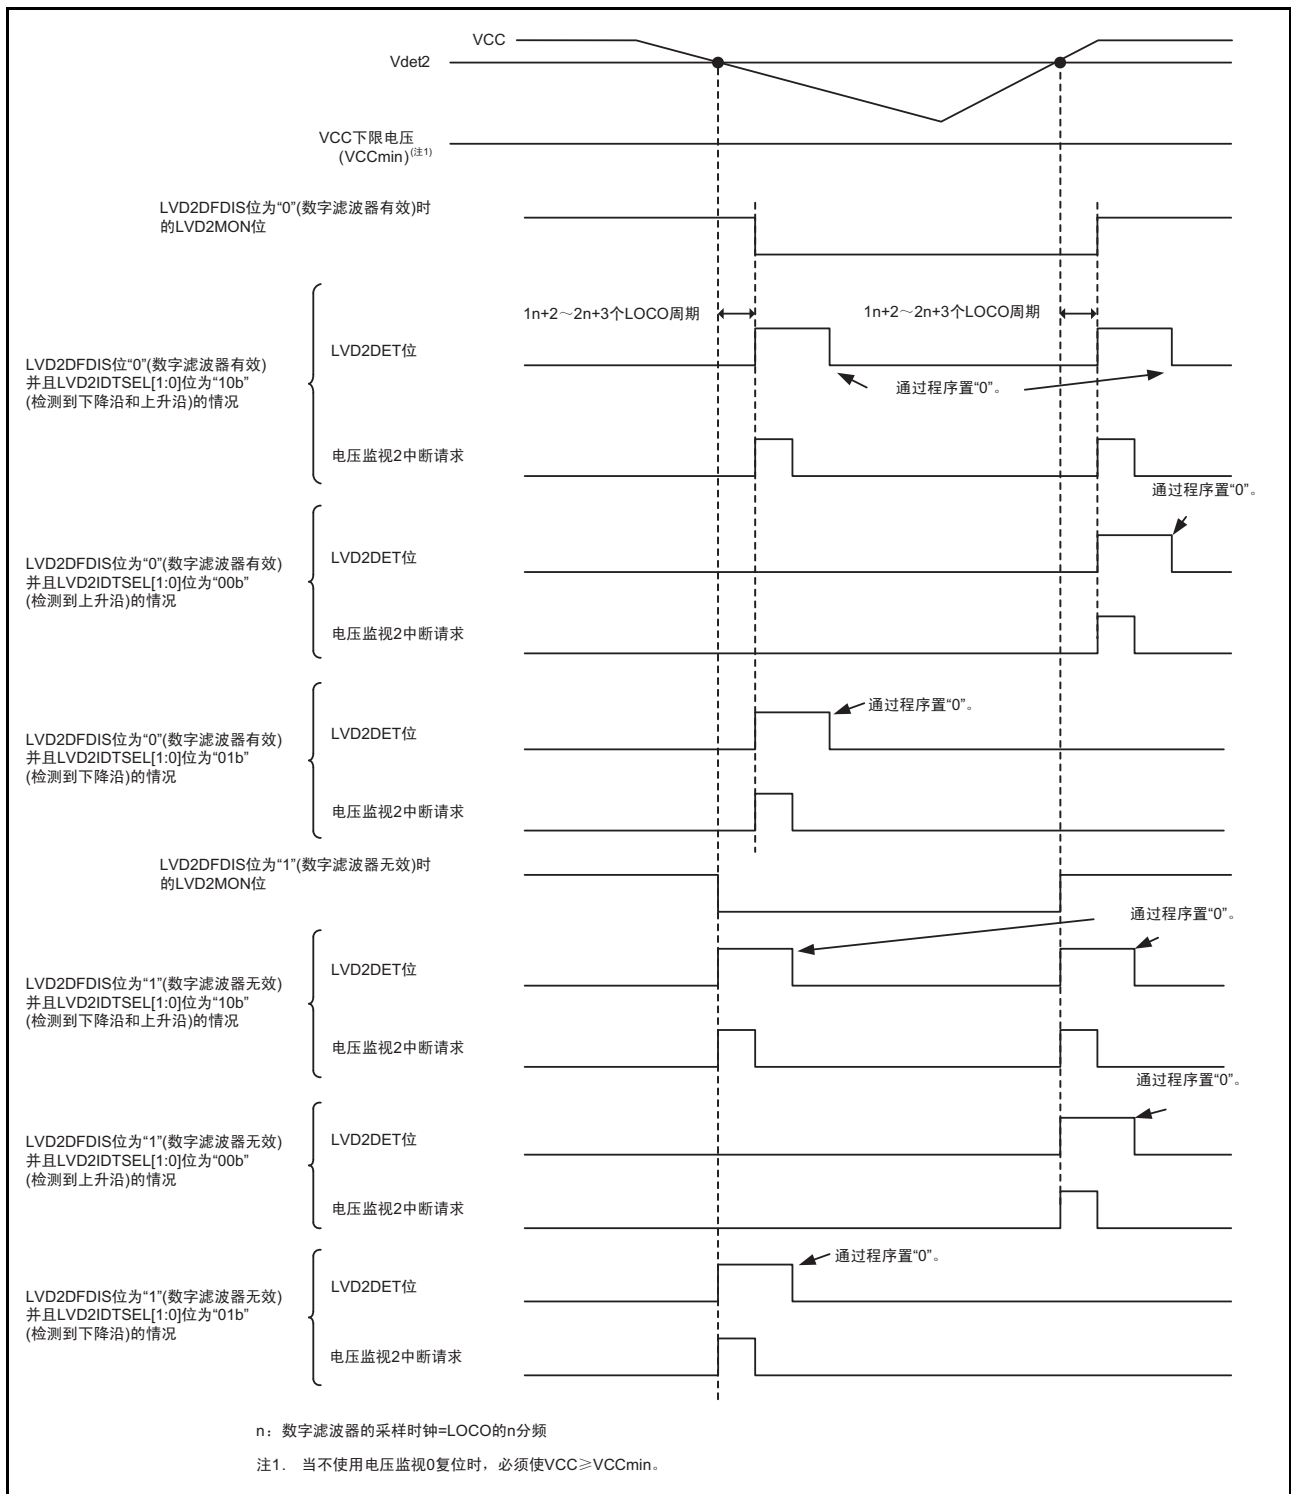 VCC
Vdet2
VCC下限电压
(VCCmin)(注1)
LVD2DFDIS位为“0”(数字滤波器有效)时
的LVD2MON位
1n+2～2n+3个LOCO周期
1n+2～2n+3个LOCO周期
LVD2DFDIS位“0”(数字滤波器有效)
并且LVD2IDTSEL[1:0]位为“10b”
(检测到下降沿和上升沿)的情况
LVD2DET位
通过程序置“0”。
电压监视2中断请求
通过程序置“0”。
LVD2DFDIS位为“0”(数字滤波器有效)
并且LVD2IDTSEL[1:0]位为“00b”
(检测到上升沿)的情况
LVD2DET位
电压监视2中断请求
通过程序置“0”。
LVD2DFDIS位为“0”(数字滤波器有效)
并且LVD2IDTSEL[1:0]位为“01b”
(检测到下降沿)的情况
LVD2DET位
电压监视2中断请求
LVD2DFDIS位为“1”(数字滤波器无效)时
的LVD2MON位
通过程序置“0”。
LVD2DFDIS位为“1”(数字滤波器无效)
并且LVD2IDTSEL[1:0]位为“10b”
(检测到下降沿和上升沿)的情况
LVD2DET位
电压监视2中断请求
通过程序置“0”。
LVD2DFDIS位为“1”(数字滤波器无效)
并且LVD2IDTSEL[1:0]位为“00b”
(检测到上升沿)的情况
LVD2DET位
电压监视2中断请求
通过程序置“0”。
LVD2DFDIS位为“1”(数字滤波器无效)
并且LVD2IDTSEL[1:0]位为“01b”
(检测到下降沿)的情况
LVD2DET位
电压监视2中断请求
n：数字滤波器的采样时钟=LOCO的n分频
注1. 当不使用电压监视0复位时，必须使VCC≥VCCmin。